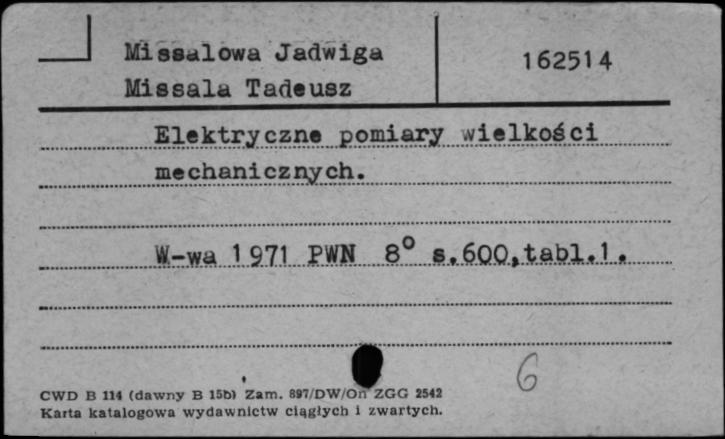 Missalowa Jadwiga
Missala Tadeusz
162514
Elektryczne pomiary wielkości
mechanicznych.
W-wa 1971 PWN 8° s.600,tabl.1.
6
CWD B 114 (dawny B 15b) Zam. 897/DW/On ZGG 2542
Karta katalogowa wydawnictw ciągłych i zwartych.